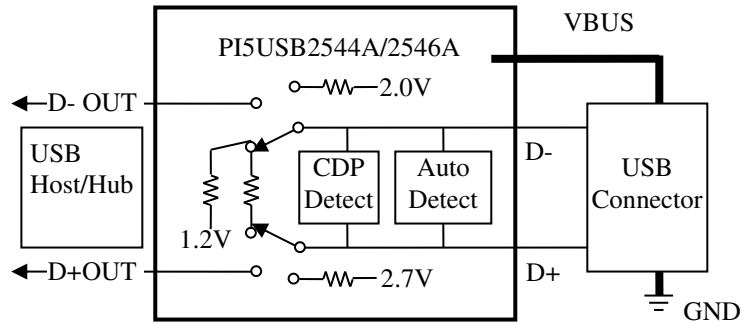 PI5USB2544A/2546A
VBUS
2.0V
D- OUT
USB
Host/Hub
CDP
Detect
Auto
Detect
D-
USB
Connector
1.2V
D+OUT
2.7V
D+
GND